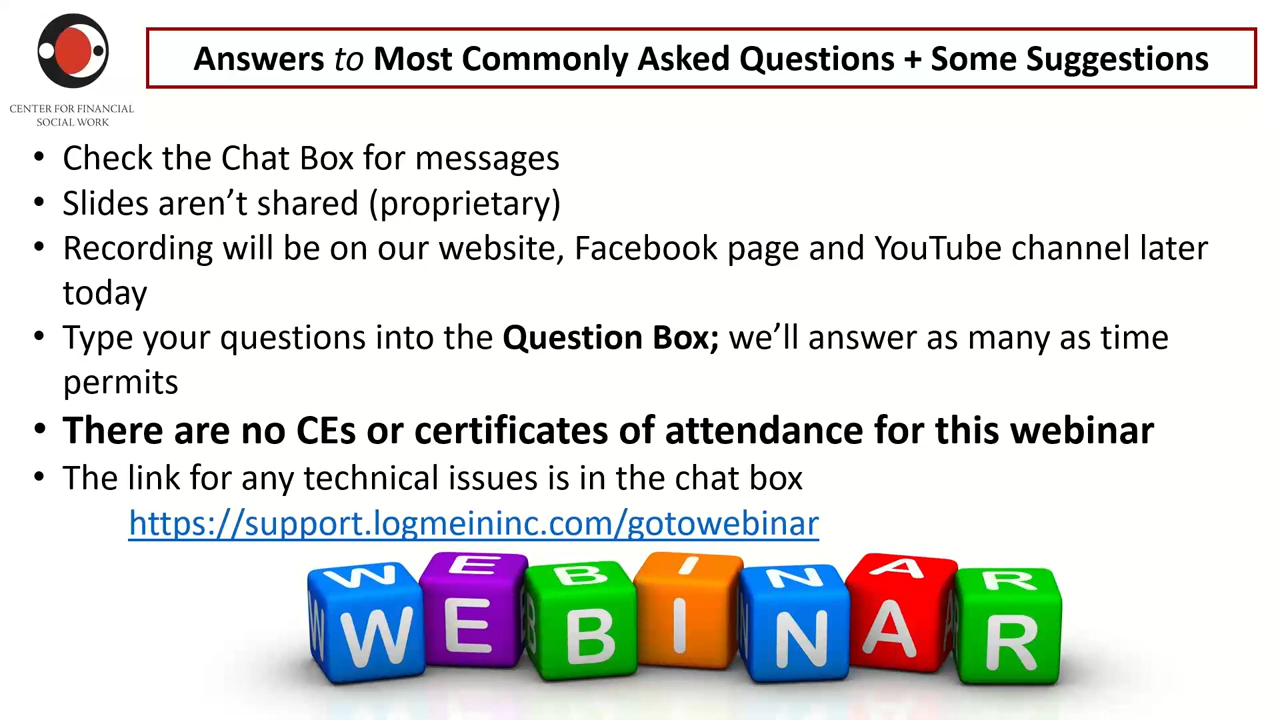 CENTER FOR FINANCIAL
SOCIAL WORK
Answers to Most Commonly Asked Questions + Some Suggestions
• Check the Chat Box for messages
• Slides aren’t shared (proprietary)
• Recording will be on our website, Facebook page and YouTube channel later
today
• Type your questions into the Question Box; we’ll answer as many as time
permits
• There are no CEs or certificates of attendance for this webinar
• The link for any technical issues is in the chat box
https://support.logmeininc.com/gotowebinar
W E B I N A R
W E B I N A R